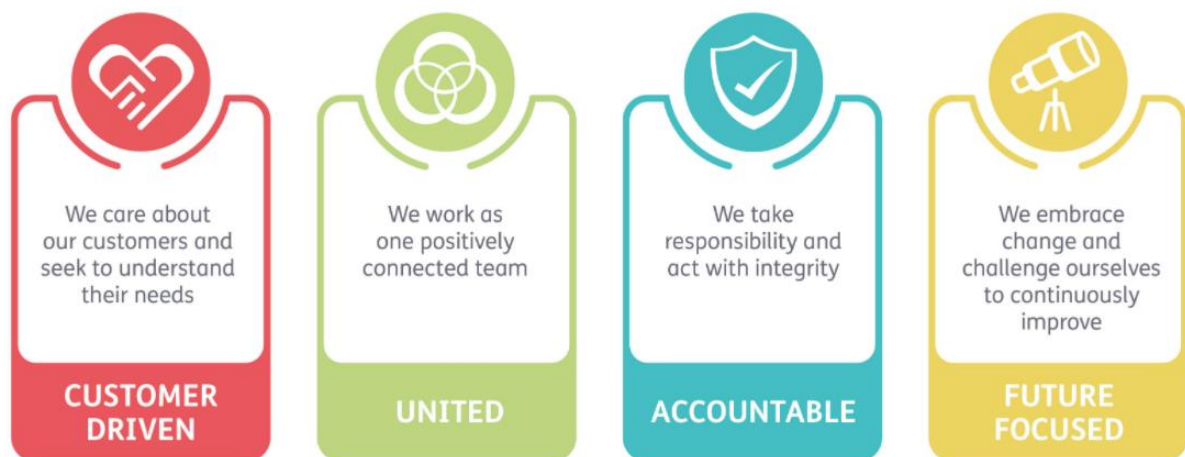 We care about
our customers and
seek to understand
their needs
CUSTOMER
DRIVEN
We work as
one positively
connected team
UNITED
We take
responsibility and
act with integrity
ACCOUNTABLE
We embrace
change and
challenge ourselves
to continuously
improve
FUTURE
FOCUSED